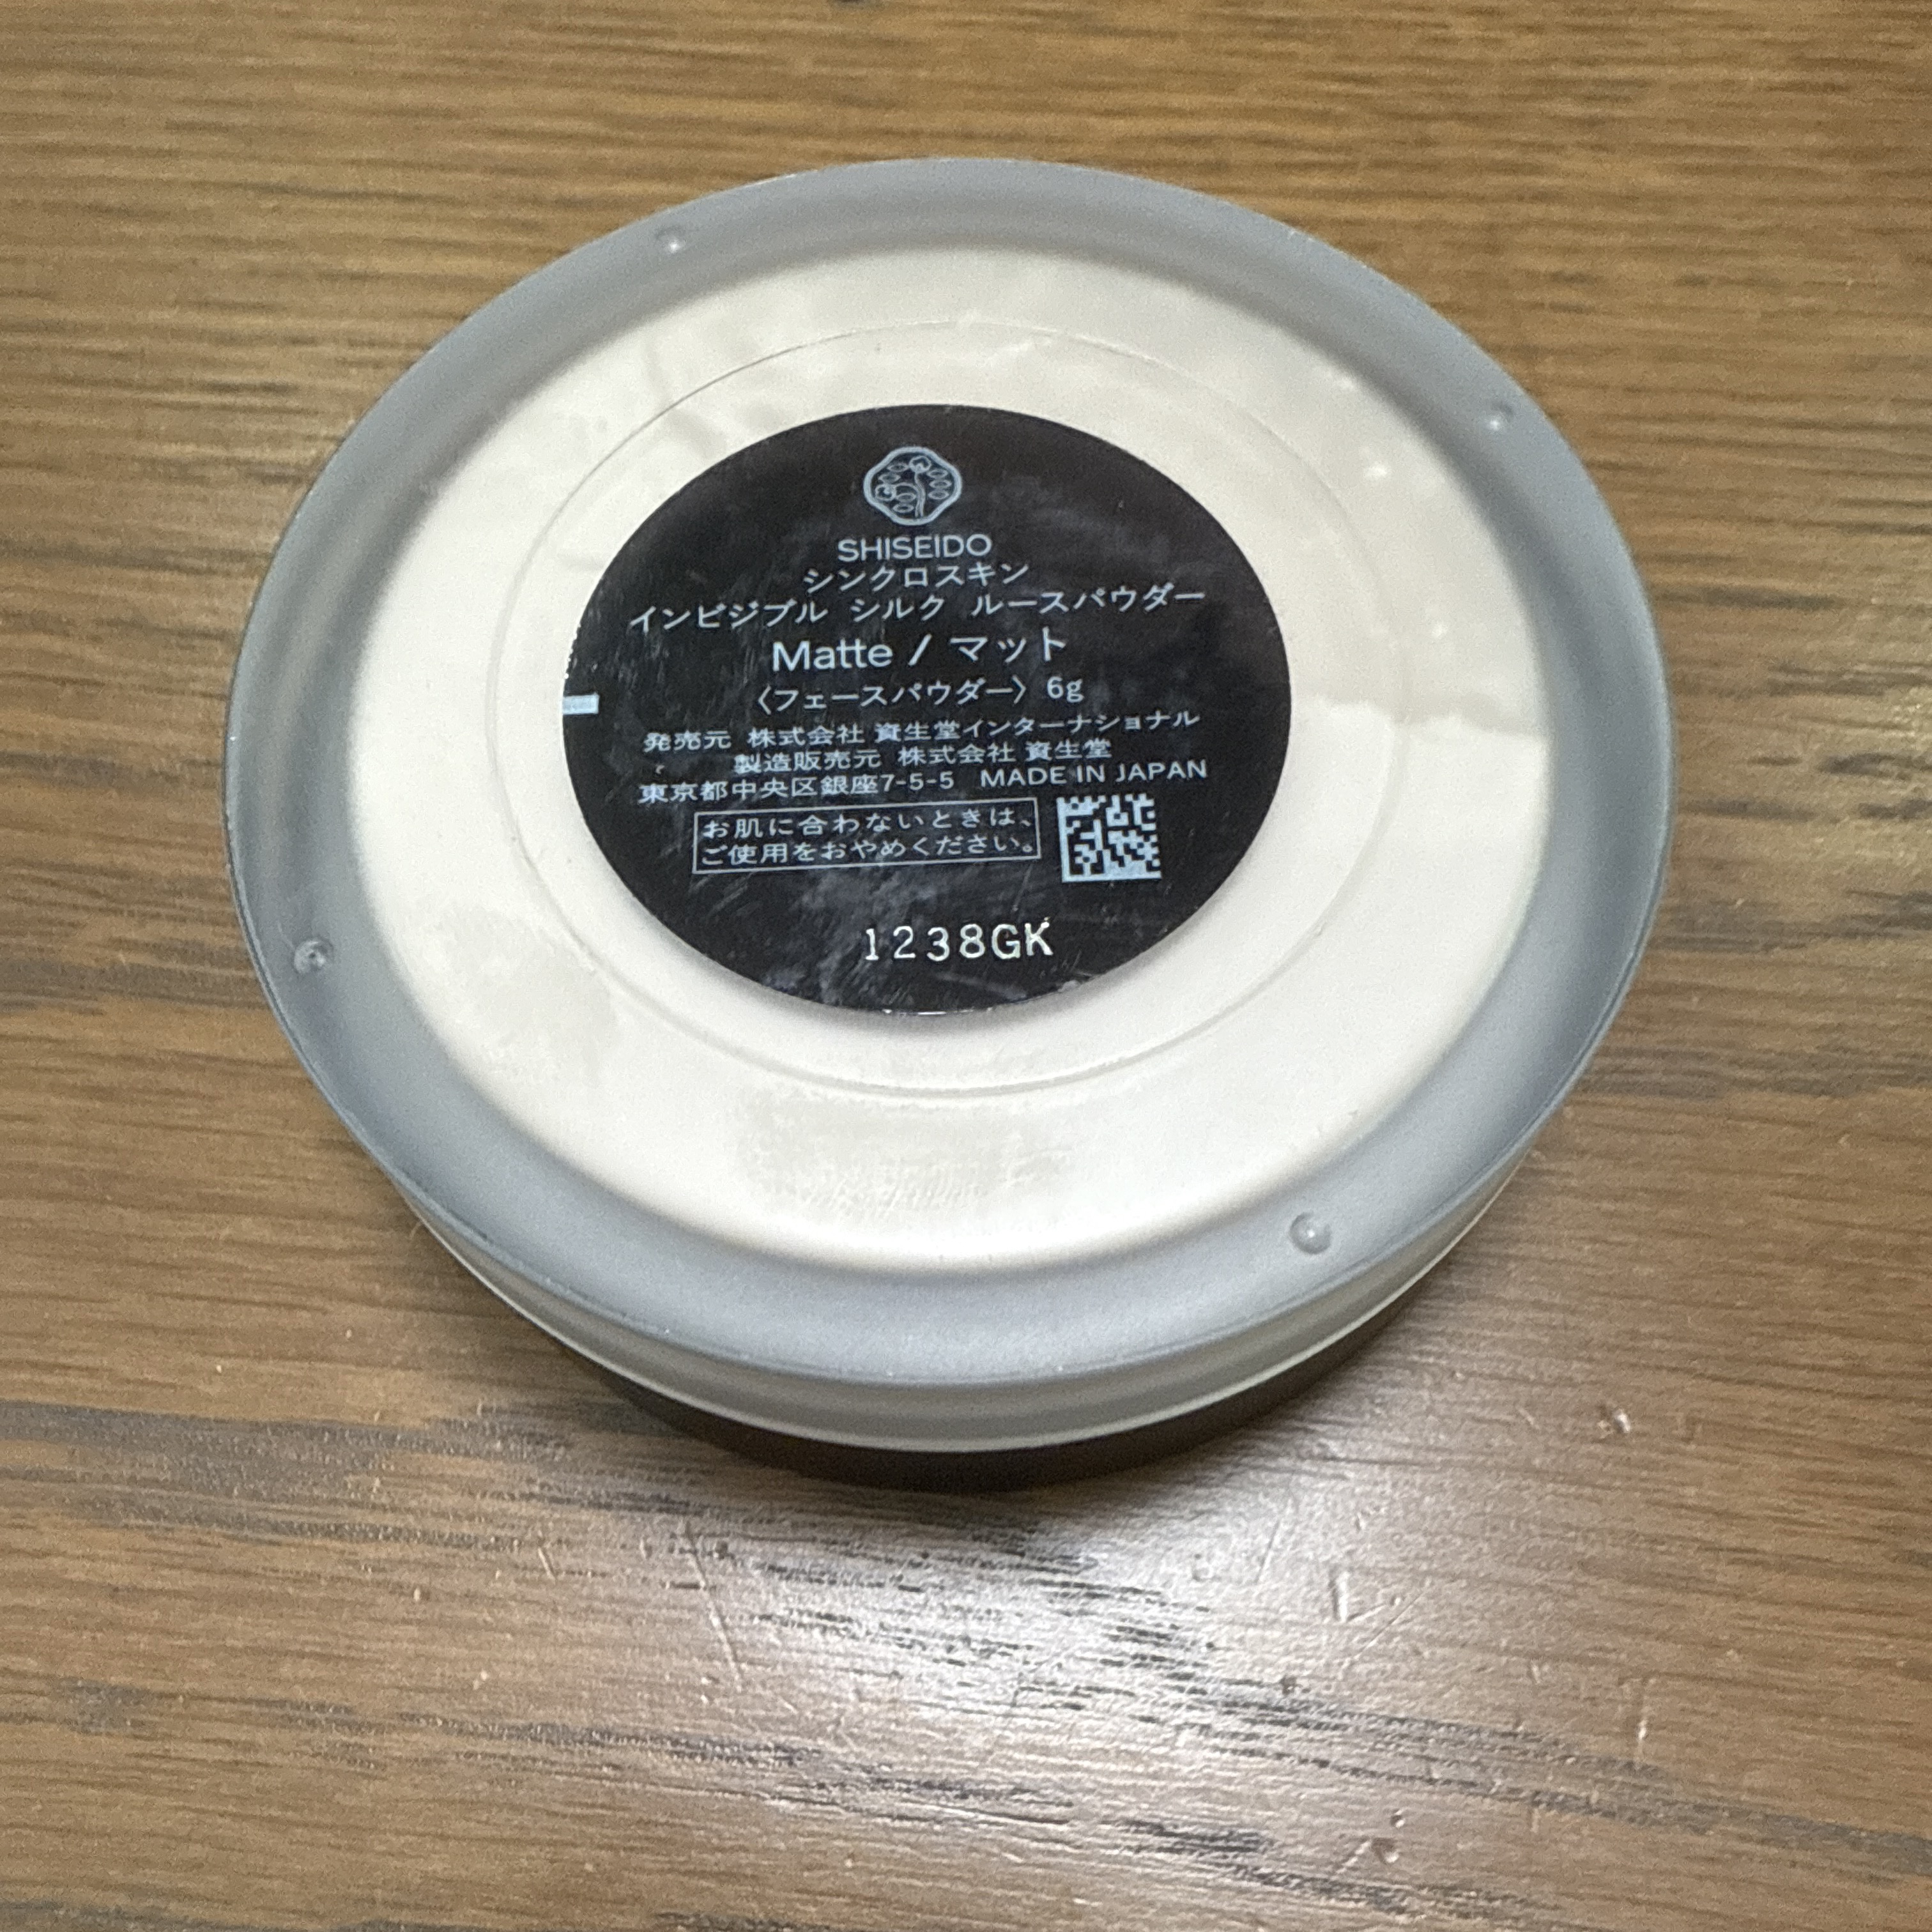 SHISEIDO
シンクロスキン
インビジブル シルク ルースパウダー
Matte / マット
〈フェースパウダー〉 6g
発売元 株式会社 資生堂インターナショナル
製造販売元 株式会社 資生堂
東京都中央区銀座7-5-5 MADE IN JAPAN
お肌に合わないときは、
ご使用をおやめください。
1238GK